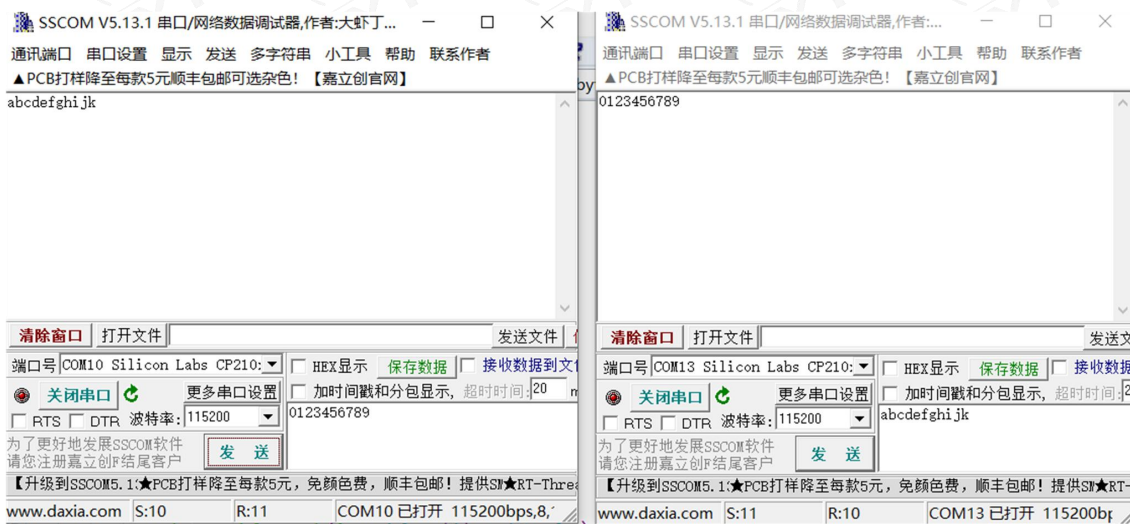 SSCOM V5.13.1 串口/网络数据调试器,作者:大虾丁...
通讯端口 串口设置 显示 发送 多字符串 小工具 帮助 联系作者
▲PCB打样降至每款5元顺丰包邮可选杂色！【嘉立创官网】
abcdefghijk
清除窗口 打开文件 发送文件
端口号 COM10 Silicon Labs CP210: HEX显示 保存数据 接收数据到文
关闭串口 更多串口设置 加时间戳和分包显示, 超时时间: 20 m
RTS DTR 波特率: 115200 0123456789
为了更好地发展SSCOM软件
请您注册嘉立创F结尾客户
发 送
【升级到SSCOM5.1:★PCB打样降至每款5元，免颜色费，顺丰包邮！提供SM★RT-Threa
www.daxia.com S:10 R:11 COM10 已打开 115200bps,8,
SSCOM V5.13.1 串口/网络数据调试器,作者:...
通讯端口 串口设置 显示 发送 多字符串 小工具 帮助 联系作者
▲PCB打样降至每款5元顺丰包邮可选杂色！【嘉立创官网】
0123456789
清除窗口 打开文件 发送文
端口号 COM13 Silicon Labs CP210: HEX显示 保存数据 接收数据
关闭串口 更多串口设置 加时间戳和分包显示, 超时时间: 2
RTS DTR 波特率: 115200 abcdefghijk
为了更好地发展SSCOM软件
请您注册嘉立创F结尾客户
发 送
【升级到SSCOM5.1:★PCB打样降至每款5元，免颜色费，顺丰包邮！提供SM★RT-
www.daxia.com S:11 R:10 COM13 已打开 115200bp